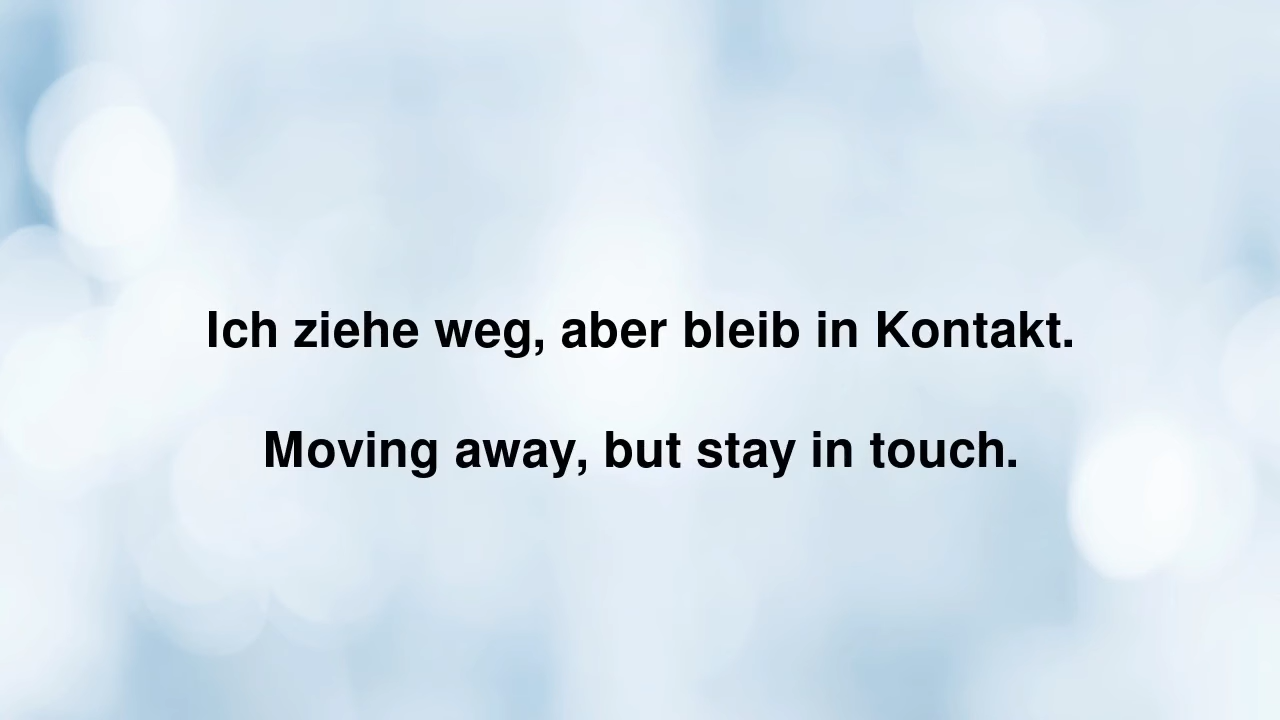 Ich ziehe weg, aber bleib in Kontakt.
Moving away, but stay in touch.